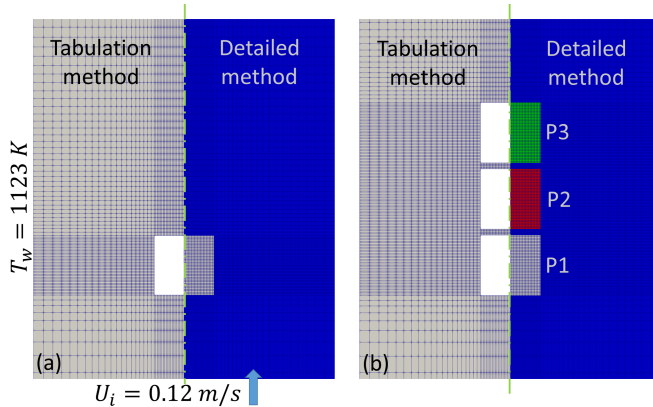 Tabulation
method
Detailed
method
T_w = 1123 K
(a)
U_i = 0.12 m/s
Tabulation
method
Detailed
method
P3
P2
P1
(b)